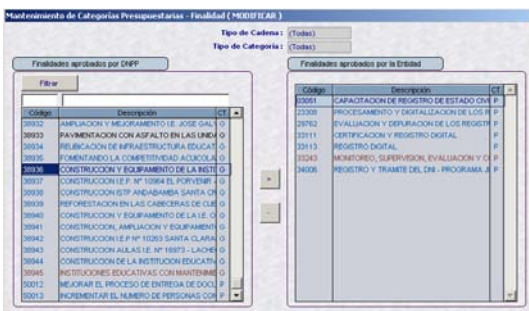 Mantenimiento de Categorías Presupuestarias - Finalidad ( MODIFICAR )
Tipo de Cadena : (Todas)
Tipo de Categoría : (Todas)
Finalidades aprobados por DNPP
Finalidades aprobados por la Entidad
Filtrar
Código Descripción CT
38932 AMPLIACION Y MEJORAMIENTO I.E. JOSE GALV G
38933 PAVIMENTACION CON ASFALTO EN LAS UNID G
38934 REUBICACIÓN DE INFRAESTRUCTURA EDUCAT G
38935 FOMENTANDO LA COMPETITIVIDAD ACUICOLA G
38936 CONSTRUCCION Y EQUIPAMIENTO DE LA INSTI G
38937 CONSTRUCCION I.E.P. Nº 10964 EL PORVENIR - G
38938 CONSTRUCCION ISTP ANDABAMBA SANTA CR G
38939 REFORESTACION EN LAS CABECERAS DE CUE G
38940 CONSTRUCCION Y EQUIPAMIENTO DE LA I.E. G
38941 CONSTRUCCION, AMPLIACION Y EQUIPAMIENT G
38942 CONSTRUCCION I.E.P Nº 10263 SANTA CLARA G
38943 CONSTRUCCION AULAS I.E. Nº 16973 - LACHE G
38944 CONSTRUCCION DE LA INSTITUCION EDUCATIV G
38945 INSTITUCIONES EDUCATIVAS CON MANTENIMIE G
50012 MEJORAR EL PROCESO DE ENTREGA DE DOCU P
50013 INCREMENTAR EL NUMERO DE PERSONAS CON P
>
<
Código Descripción CT
03051 CAPACITACION DE REGISTRO DE ESTADO CIVI P
23308 PROCESAMIENTO Y DIGITALIZACION DE LOS R P
29762 EVALUACION Y DEPURACION DE LOS REGISTR P
33111 CERTIFICACION Y REGISTRO DIGITAL P
33113 REGISTRO DIGITAL P
33243 MONITOREO, SUPERVISION, EVALUACION Y C P
34006 REGISTRO Y TRAMITE DEL DNI - PROGRAMA P